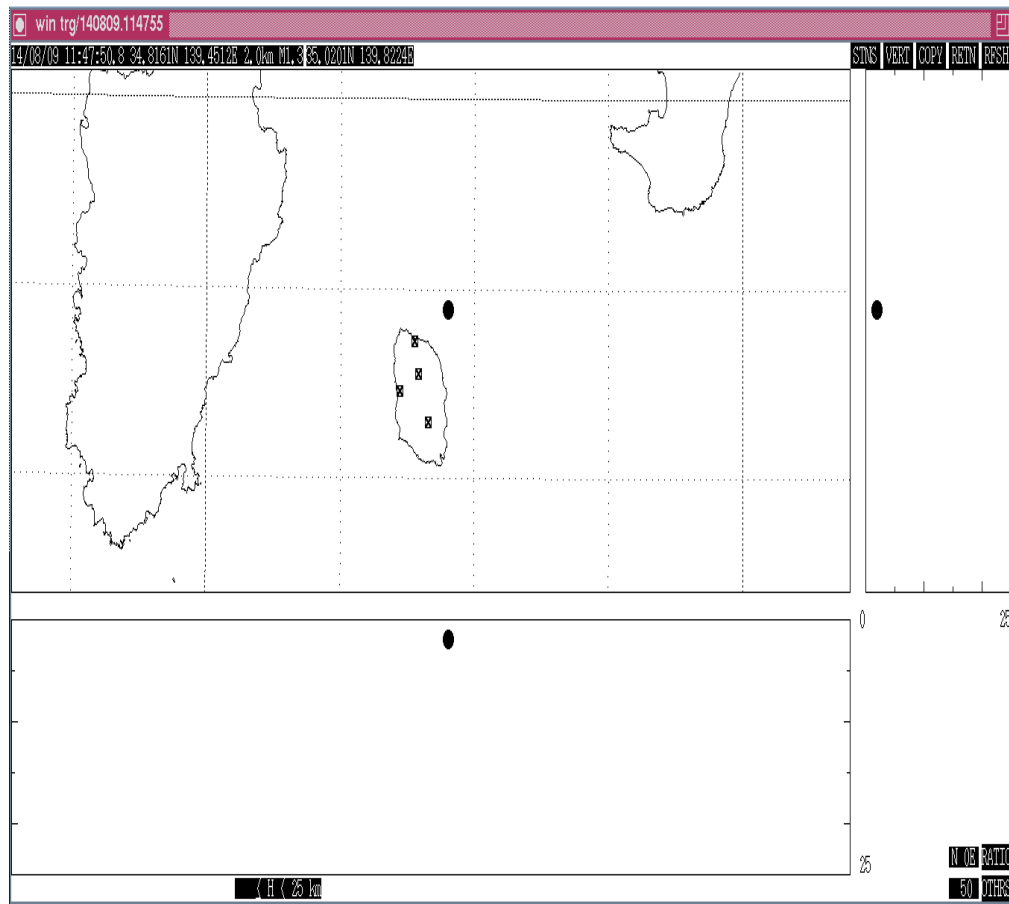 win trg/140809.114755
14/08/09 11:47:50.8 34.8161N 139.4512E 2.0km M1.3 35.0201N 139.8224E
STNS VERT COPY RETN RFSH
0 25
25
N 0E RATIO
50 OTHRS
( H ( 25 km